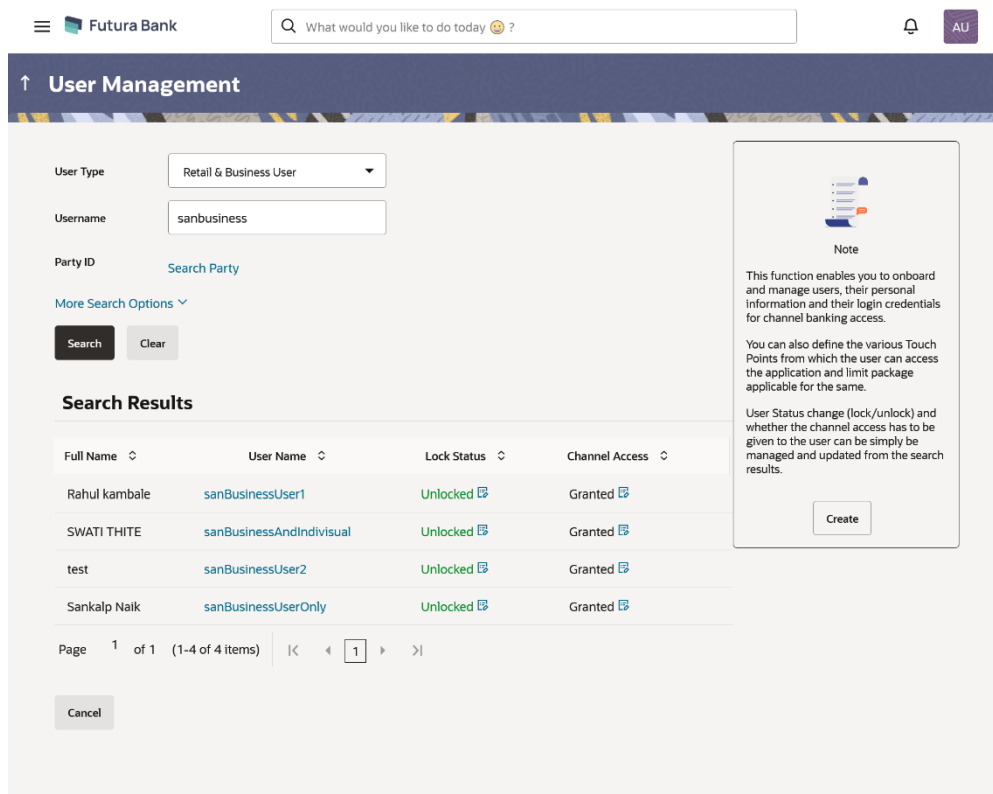 Futura Bank
What would you like to do today 😊 ?
AU
User Management
User Type
Retail & Business User
Username
sanbusiness
Party ID
Search Party
More Search Options
Search Clear
Note
This function enables you to onboard
and manage users, their personal
information and their login credentials
for channel banking access.
You can also define the various Touch
Points from which the user can access
the application and limit package
applicable for the same.
User Status change (lock/unlock) and
whether the channel access has to be
given to the user can be simply be
managed and updated from the search
results.
Create
Search Results
Full Name User Name Lock Status Channel Access
Rahul kambale sanBusinessUser1 Unlocked Granted
SWATI THITE sanBusinessAndIndivisual Unlocked Granted
test sanBusinessUser2 Unlocked Granted
Sankalp Naik sanBusinessUserOnly Unlocked Granted
Page 1 of 1 (1-4 of 4 items) 1
Cancel